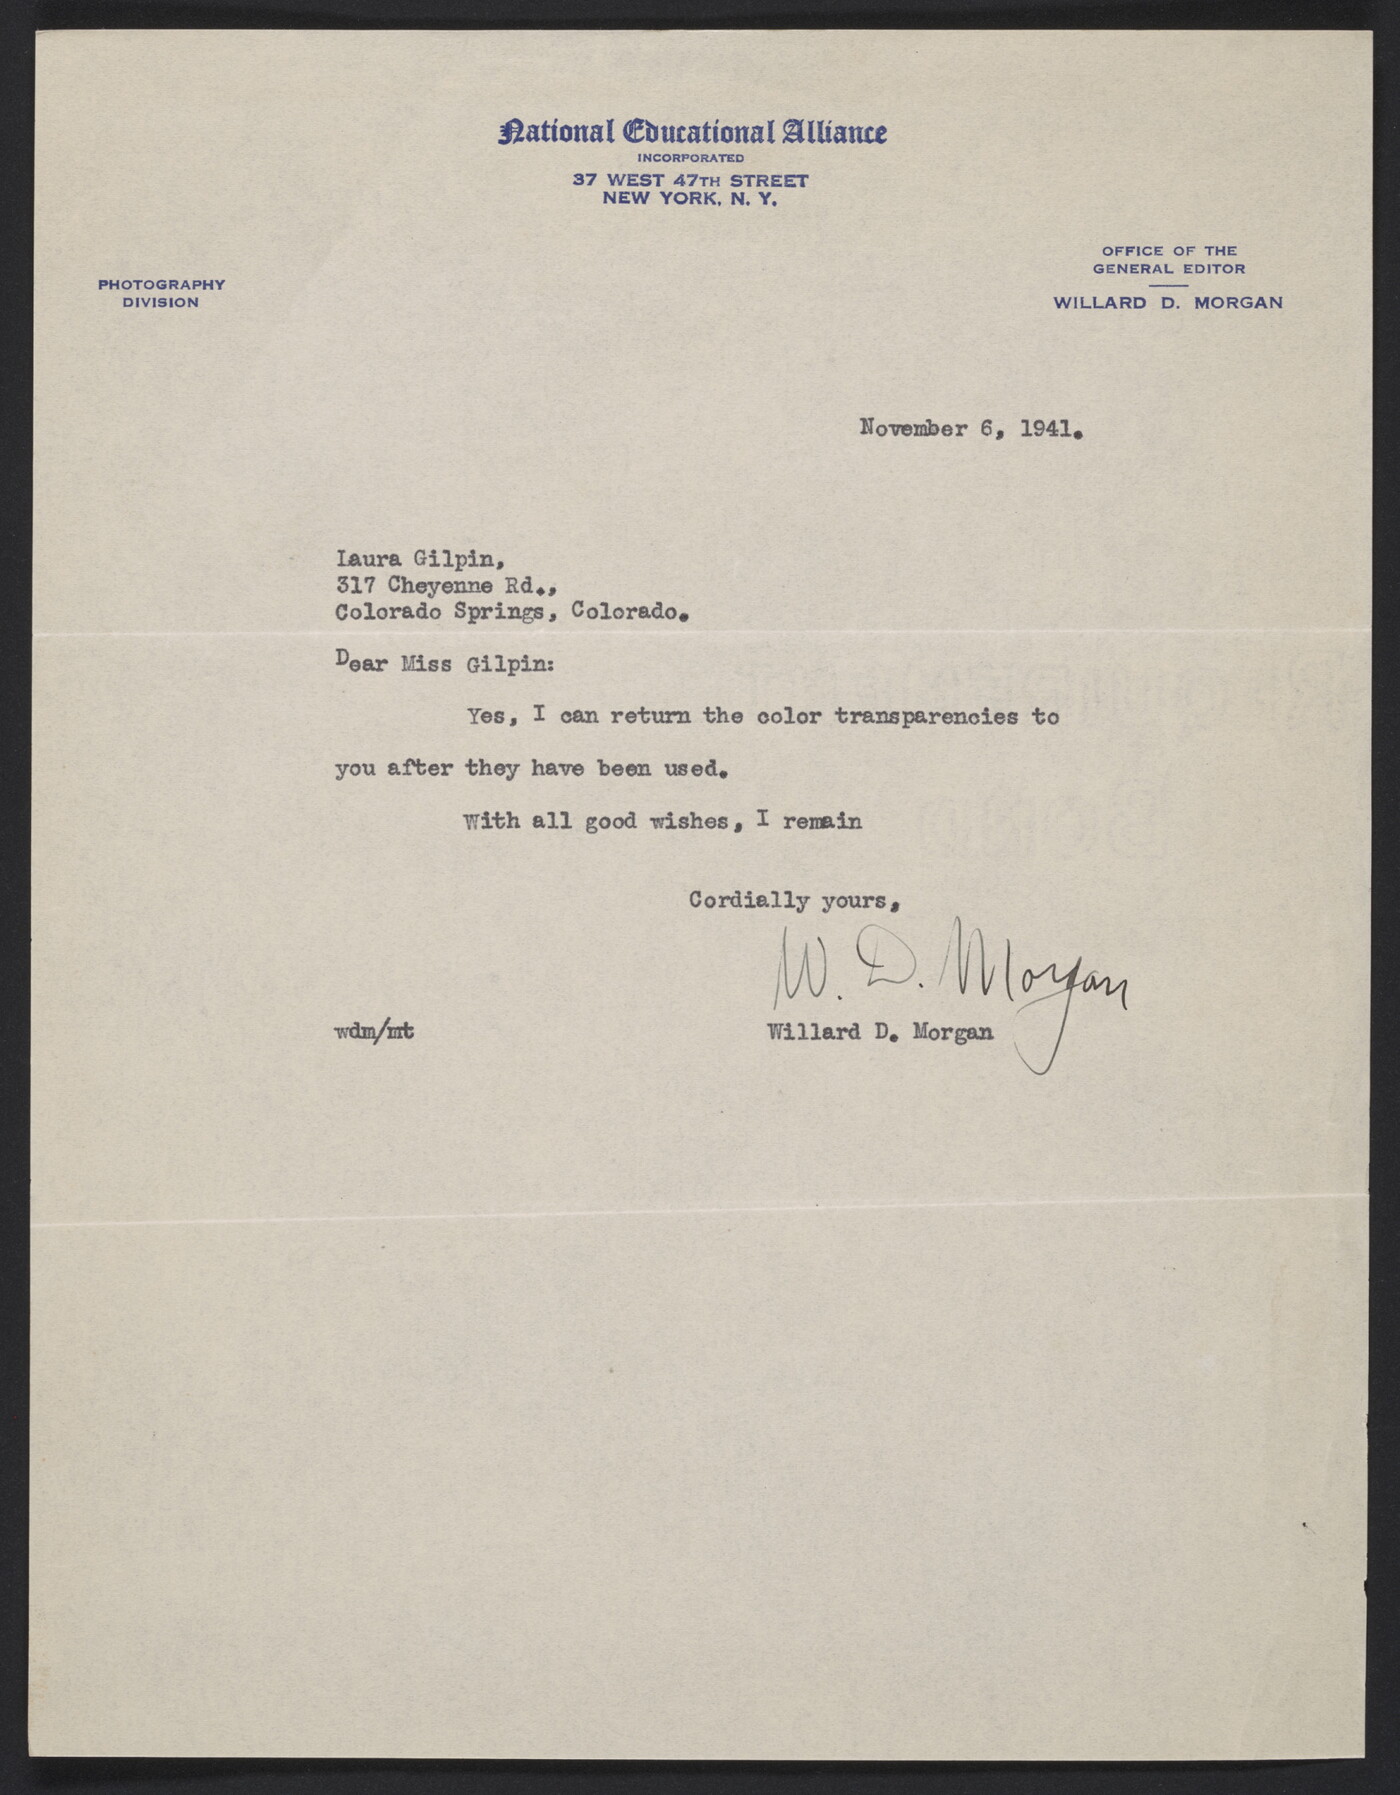 National Educational Alliance
INCORPORATED
37 WEST 47TH STREET
NEW YORK, N. Y.
PHOTOGRAPHY
DIVISION
OFFICE OF THE
GENERAL EDITOR
WILLARD D. MORGAN
November 6, 1941.
Laura Gilpin,
317 Cheyenne Rd.,
Colorado Springs, Colorado.
Dear Miss Gilpin:
Yes, I can return the color transparencies to
you after they have been used.
With all good wishes, I remain
Cordially yours,
W. D. Morgan
wdm/mt
Willard D. Morgan